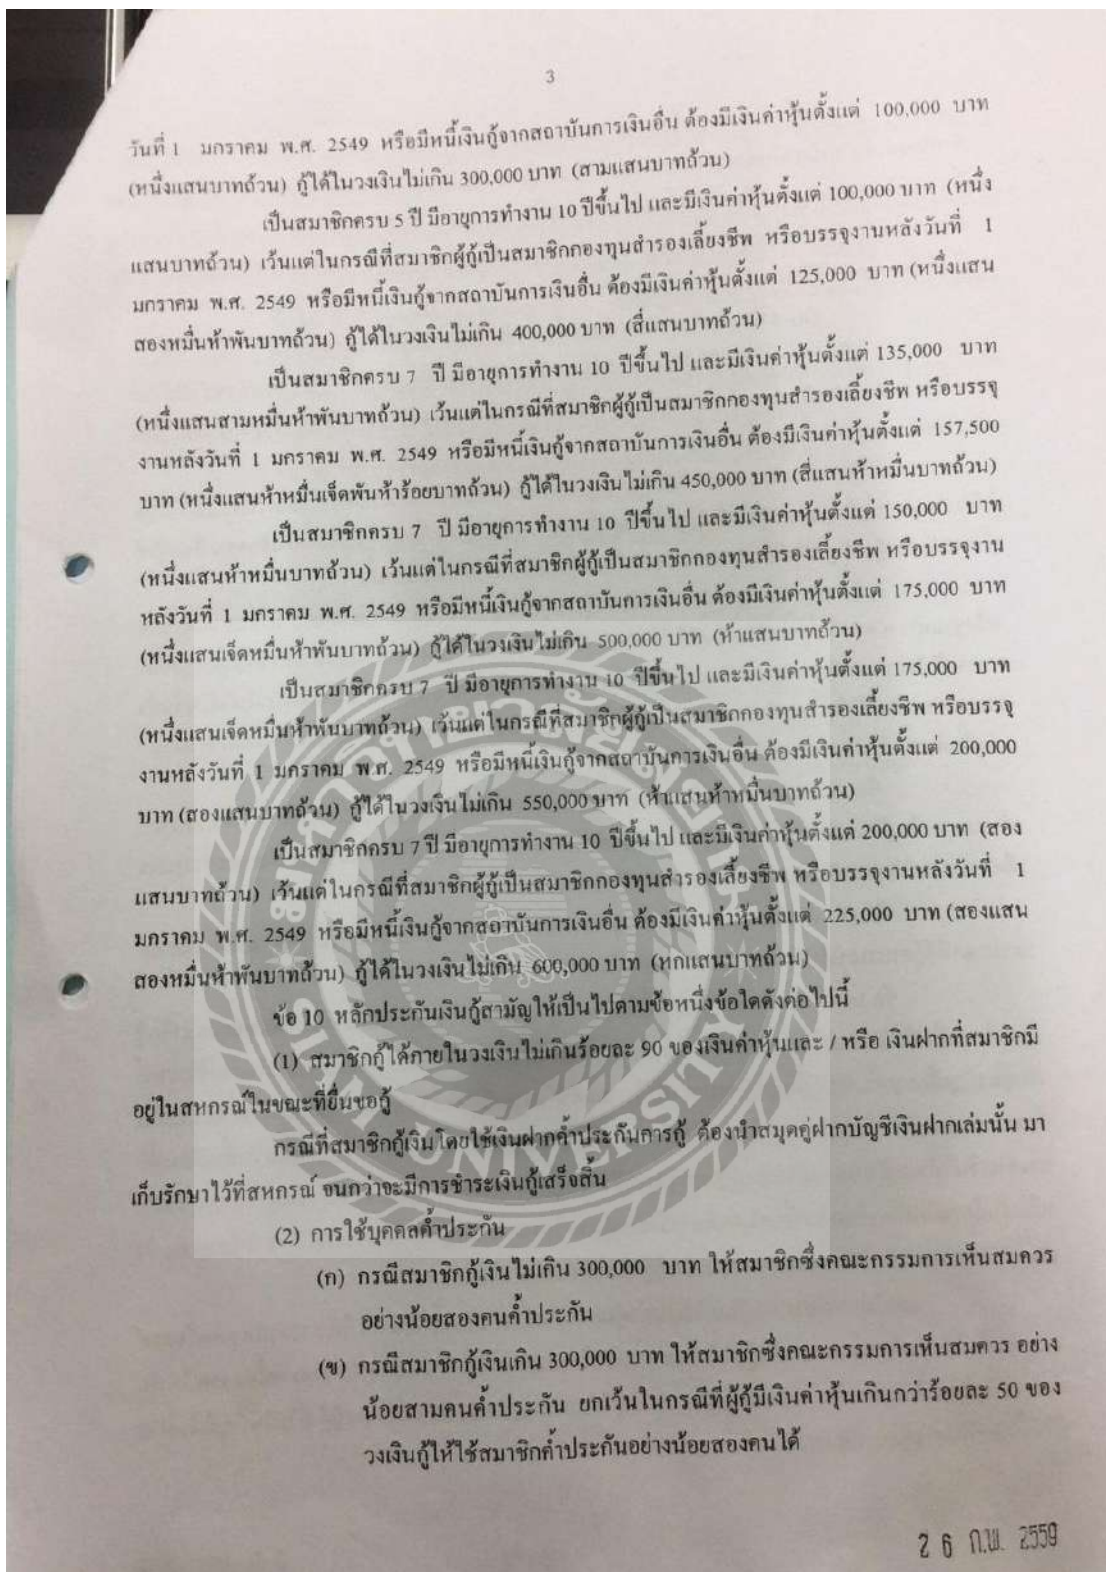 3
วันที่ 1 มกราคม พ.ศ. 2549 หรือมีหนี้เงินกู้จากสถาบันการเงินอื่น ต้องมีเงินค่าหุ้นตั้งแต่ 100,000 บาท
(หนึ่งแสนบาทถ้วน) กู้ได้ในวงเงินไม่เกิน 300,000 บาท (สามแสนบาทถ้วน)
เป็นสมาชิกครบ 5 ปี มีอายุการทำงาน 10 ปีขึ้นไป และมีเงินค่าหุ้นตั้งแต่ 100,000 บาท (หนึ่ง
แสนบาทถ้วน) เว้นแต่ในกรณีที่สมาชิกผู้กู้เป็นสมาชิกกองทุนสำรองเลี้ยงชีพ หรือบรรจุงานหลังวันที่ 1
มกราคม พ.ศ. 2549 หรือมีหนี้เงินกู้จากสถาบันการเงินอื่น ต้องมีเงินค่าหุ้นตั้งแต่ 125,000 บาท (หนึ่งแสน
สองหมื่นห้าพันบาทถ้วน) กู้ได้ในวงเงินไม่เกิน 400,000 บาท (สี่แสนบาทถ้วน)
เป็นสมาชิกครบ 7 ปี มีอายุการทำงาน 10 ปีขึ้นไป และมีเงินค่าหุ้นตั้งแต่ 135,000 บาท
(หนึ่งแสนสามหมื่นห้าพันบาทถ้วน) เว้นแต่ในกรณีที่สมาชิกผู้กู้เป็นสมาชิกกองทุนสำรองเลี้ยงชีพ หรือบรรจุ
งานหลังวันที่ 1 มกราคม พ.ศ. 2549 หรือมีหนี้เงินกู้จากสถาบันการเงินอื่น ต้องมีเงินค่าหุ้นตั้งแต่ 157,500
บาท (หนึ่งแสนห้าหมื่นเจ็ดพันห้าร้อยบาทถ้วน) กู้ได้ในวงเงินไม่เกิน 450,000 บาท (สี่แสนห้าหมื่นบาทถ้วน)
เป็นสมาชิกครบ 7 ปี มีอายุการทำงาน 10 ปีขึ้นไป และมีเงินค่าหุ้นตั้งแต่ 150,000 บาท
(หนึ่งแสนห้าหมื่นบาทถ้วน) เว้นแต่ในกรณีที่สมาชิกผู้กู้เป็นสมาชิกกองทุนสำรองเลี้ยงชีพ หรือบรรจุงาน
หลังวันที่ 1 มกราคม พ.ศ. 2549 หรือมีหนี้เงินกู้จากสถาบันการเงินอื่น ต้องมีเงินค่าหุ้นตั้งแต่ 175,000 บาท
(หนึ่งแสนเจ็ดหมื่นห้าพันบาทถ้วน) กู้ได้ในวงเงินไม่เกิน 500,000 บาท (ห้าแสนบาทถ้วน)
เป็นสมาชิกครบ 7 ปี มีอายุการทำงาน 10 ปีขึ้นไป และมีเงินค่าหุ้นตั้งแต่ 175,000 บาท
(หนึ่งแสนเจ็ดหมื่นห้าพันบาทถ้วน) เว้นแต่ในกรณีที่สมาชิกผู้กู้เป็นสมาชิกกองทุนสำรองเลี้ยงชีพ หรือบรรจุ
งานหลังวันที่ 1 มกราคม พ.ศ. 2549 หรือมีหนี้เงินกู้จากสถาบันการเงินอื่น ต้องมีเงินค่าหุ้นตั้งแต่ 200,000
บาท (สองแสนบาทถ้วน) กู้ได้ในวงเงินไม่เกิน 550,000 บาท (ห้าแสนห้าหมื่นบาทถ้วน)
เป็นสมาชิกครบ 7 ปี มีอายุการทำงาน 10 ปีขึ้นไป และมีเงินค่าหุ้นตั้งแต่ 200,000 บาท (สอง
แสนบาทถ้วน) เว้นแต่ในกรณีที่สมาชิกผู้กู้เป็นสมาชิกกองทุนสำรองเลี้ยงชีพ หรือบรรจุงานหลังวันที่ 1
มกราคม พ.ศ. 2549 หรือมีหนี้เงินกู้จากสถาบันการเงินอื่น ต้องมีเงินค่าหุ้นตั้งแต่ 225,000 บาท (สองแสน
สองหมื่นห้าพันบาทถ้วน) กู้ได้ในวงเงินไม่เกิน 600,000 บาท (หกแสนบาทถ้วน)
ข้อ 10 หลักประกันเงินกู้สามัญให้เป็นไปตามข้อหนึ่งข้อใดดังต่อไปนี้
(1) สมาชิกกู้ได้ภายในวงเงินไม่เกินร้อยละ 90 ของเงินค่าหุ้นและ / หรือ เงินฝากที่สมาชิกมี
อยู่ในสหกรณ์ในขณะที่ยื่นขอกู้
กรณีที่สมาชิกกู้เงินโดยใช้เงินฝากค้ำประกันการกู้ ต้องนำสมุดคู่ฝากบัญชีเงินฝากเล่มนั้น มา
เก็บรักษาไว้ที่สหกรณ์ จนกว่าจะมีการชำระเงินกู้เสร็จสิ้น
(2) การใช้บุคคลค้ำประกัน
(ก) กรณีสมาชิกกู้เงินไม่เกิน 300,000 บาท ให้สมาชิกซึ่งคณะกรรมการเห็นสมควร
อย่างน้อยสองคนค้ำประกัน
(ข) กรณีสมาชิกกู้เงินเกิน 300,000 บาท ให้สมาชิกซึ่งคณะกรรมการเห็นสมควร อย่าง
น้อยสามคนค้ำประกัน ยกเว้นในกรณีที่ผู้กู้มีเงินค่าหุ้นเกินกว่าร้อยละ 50 ของ
วงเงินกู้ให้ใช้สมาชิกค้ำประกันอย่างน้อยสองคนได้
26 ก.พ. 2559
มหาวิทยาลัยสยาม
SIAM UNIVERSITY